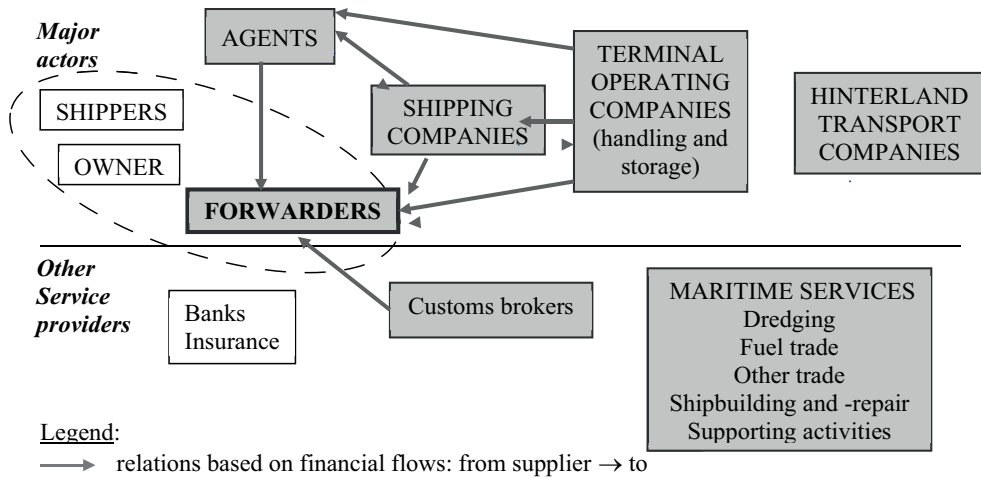 Major
actors
AGENTS
SHIPPERS
OWNER
SHIPPING
COMPANIES
TERMINAL
OPERATING
COMPANIES
(handling and
storage)
HINTERLAND
TRANSPORT
COMPANIES
FORWARDERS
Other
Service
providers
Banks
Insurance
Customs brokers
MARITIME SERVICES
Dredging
Fuel trade
Other trade
Shipbuilding and -repair
Supporting activities
Legend:
relations based on financial flows: from supplier → to